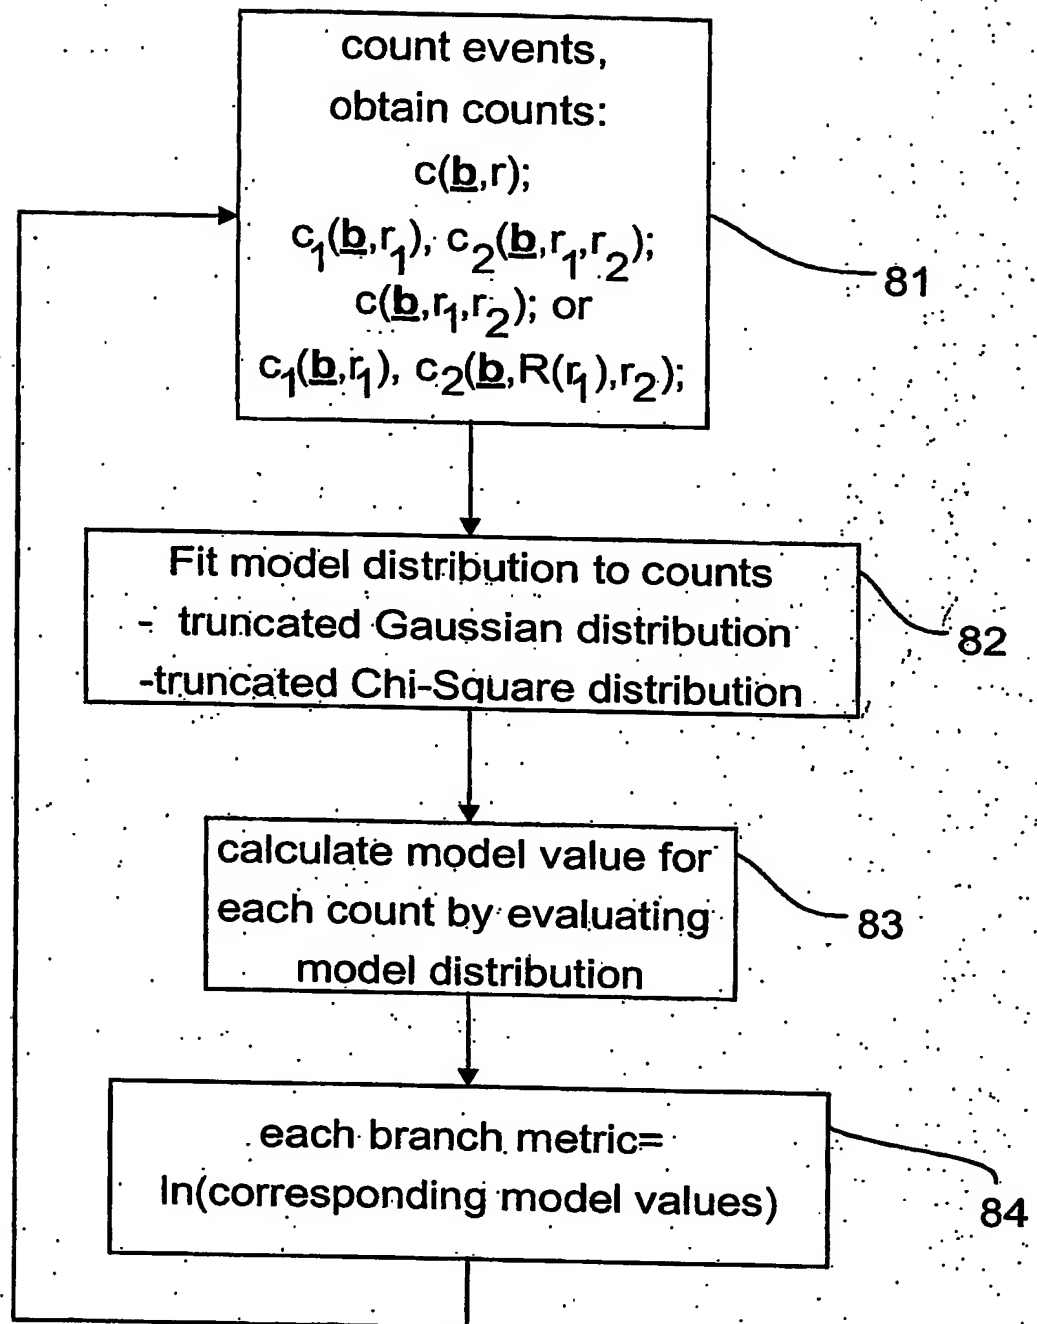 count events,
obtain counts:
c(b,r);
c₁(b,r₁), c₂(b,r₁,r₂);
c(b,r₁,r₂); or
c₁(b,r₁), c₂(b,R(r₁),r₂);
81
Fit model distribution to counts
- truncated Gaussian distribution
-truncated Chi-Square distribution
82
calculate model value for
each count by evaluating
model distribution
83
each branch metric=
ln(corresponding model values)
84